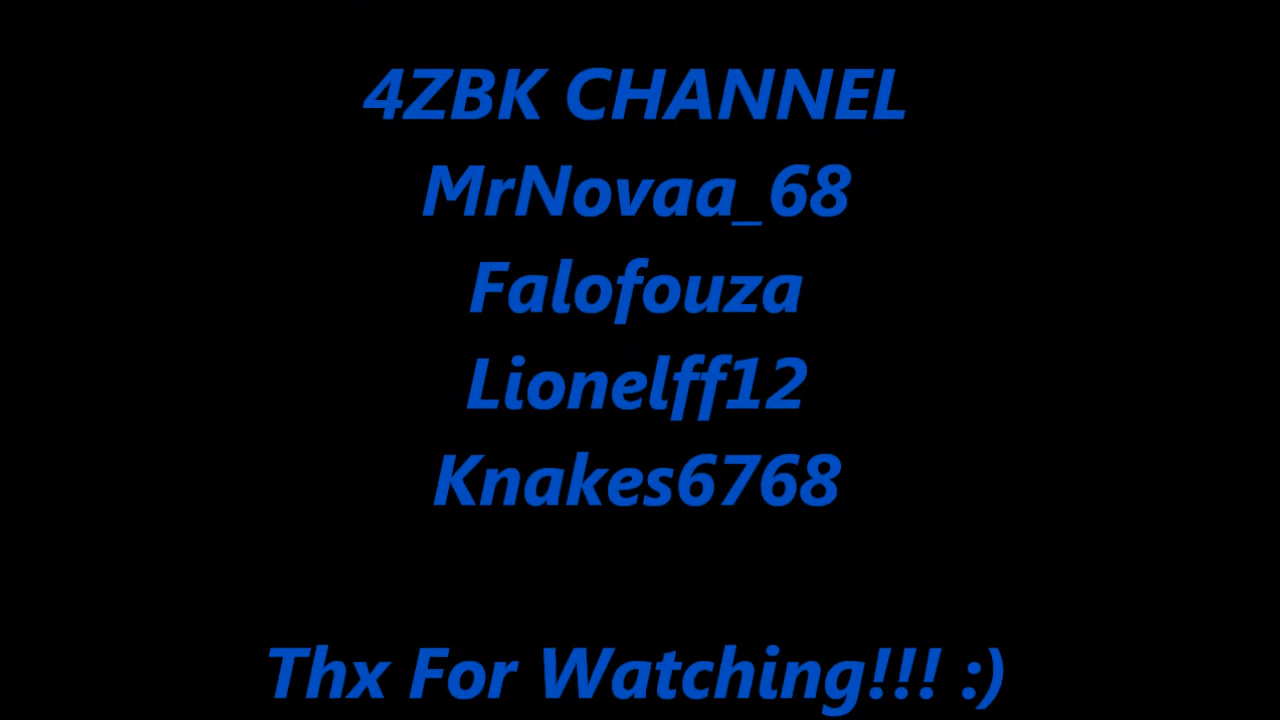 4ZBK CHANNEL
MrNovaa_68
Falofouza
Lionelff12
Knakes6768
Thx For Watching!!! :)